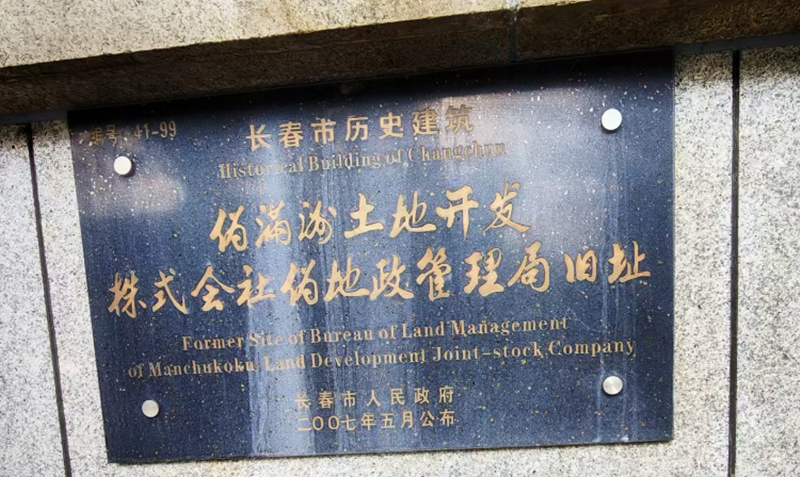 编号：41-99
长春市历史建筑
Historical Building of Changchun
伪满洲土地开发
株式会社伪地政管理局旧址
Former Site of Bureau of Land Management
of Manchukoku Land Development Joint-stock Company
长春市人民政府
二〇〇七年五月公布